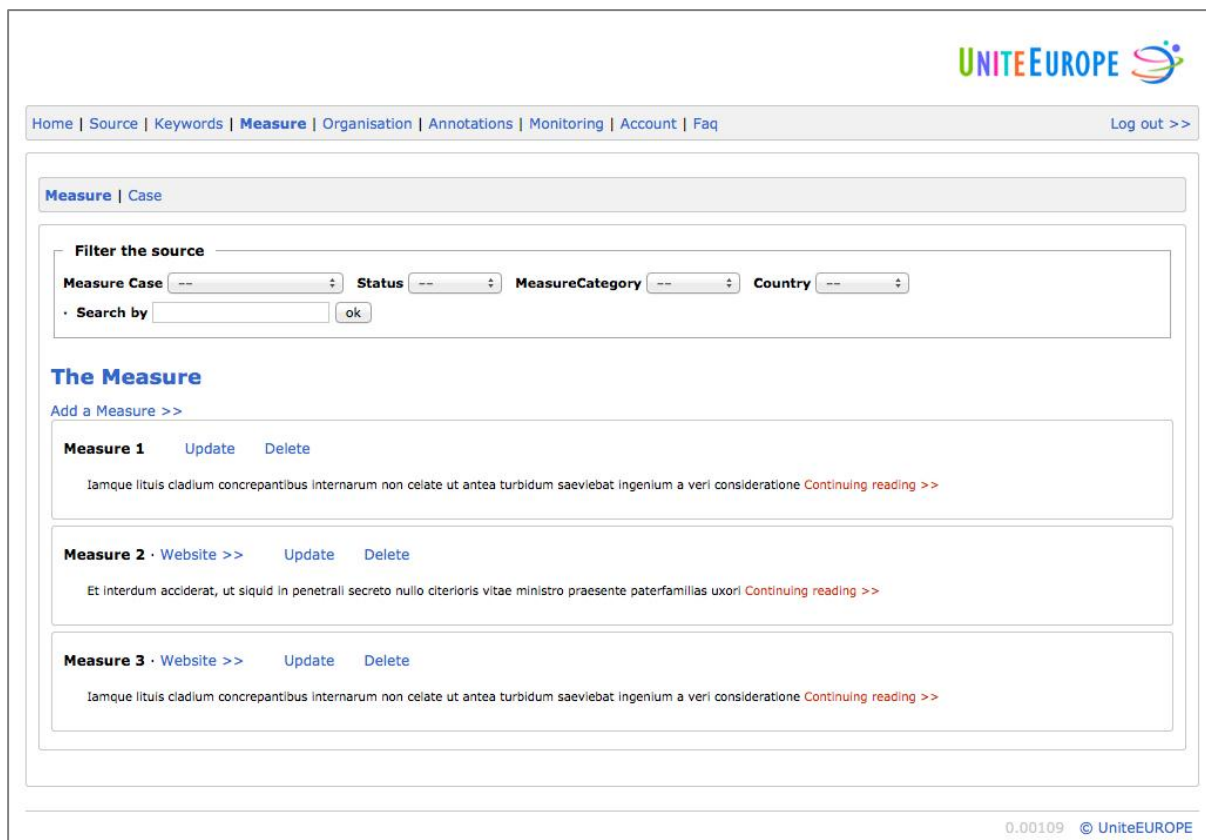 UNITEEUROPE
Home | Source | Keywords | Measure | Organisation | Annotations | Monitoring | Account | Faq Log out >>
Measure | Case
Filter the source
Measure Case -- Status -- MeasureCategory -- Country --
· Search by ok
The Measure
Add a Measure >>
Measure 1 Update Delete
Iamque lituis cladium concrepantibus internarum non celate ut antea turbidum saeviebat ingenium a veri consideratione Continuing reading >>
Measure 2 · Website >> Update Delete
Et interdum acciderat, ut siquid in penetrali secreto nullo citerioris vitae ministro praesente paterfamilias uxori Continuing reading >>
Measure 3 · Website >> Update Delete
Iamque lituis cladium concrepantibus internarum non celate ut antea turbidum saeviebat ingenium a veri consideratione Continuing reading >>
0.00109 © UniteEUROPE